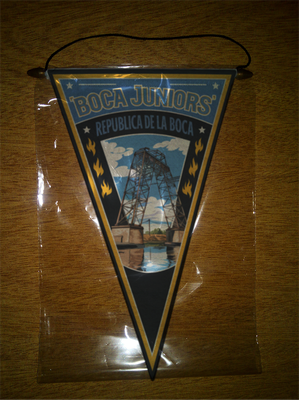 "BOCA JUNIORS"
REPUBLICA DE LA BOCA